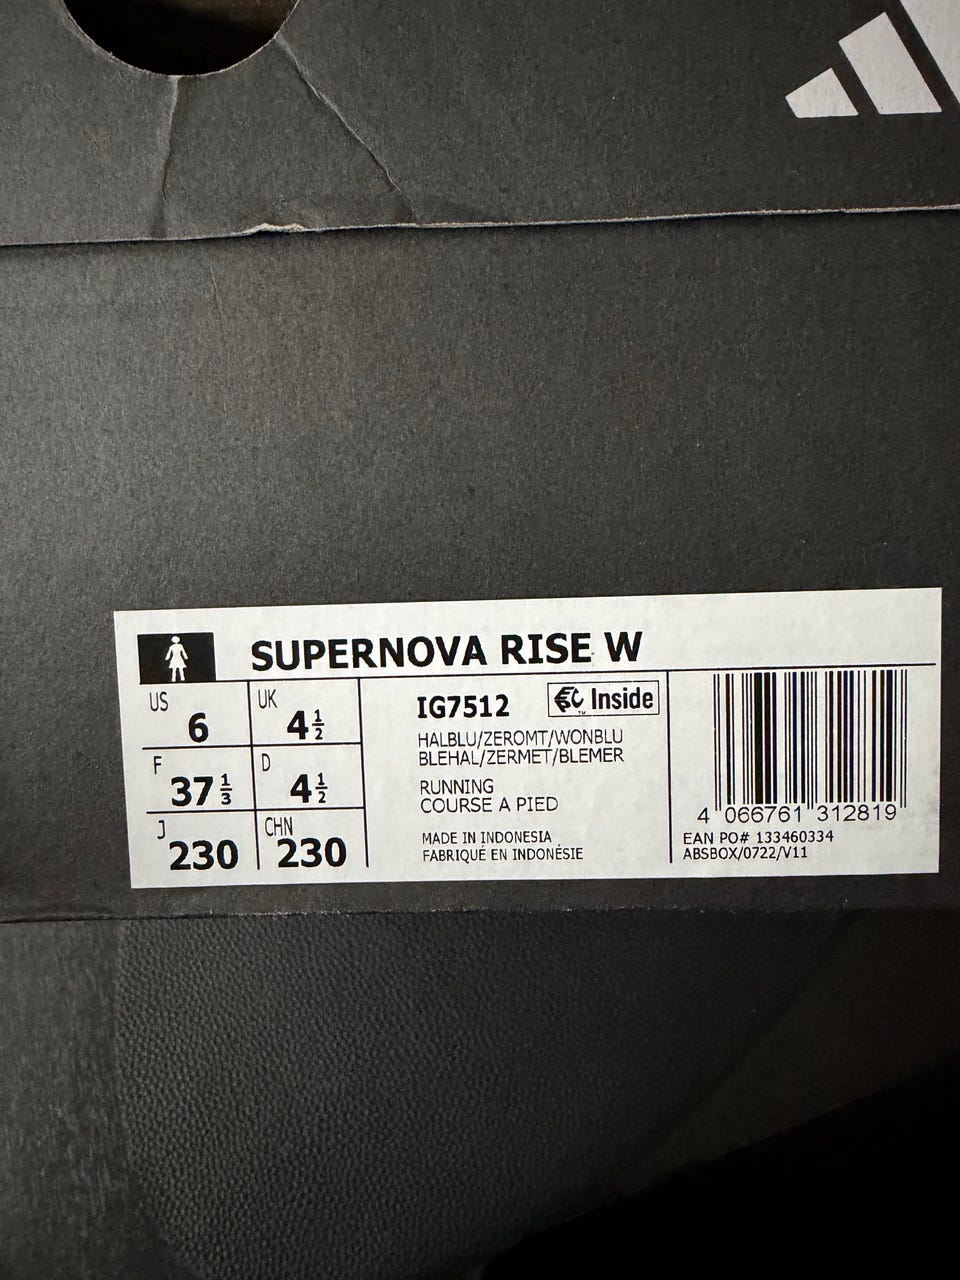 SUPERNOVA RISE W
US 6
UK 4 1/2
F 37 1/3
D 4 1/2
J 230
CHN 230
IG7512
Inside
TM
HALBLU/ZEROMT/WONBLU
BLEHAL/ZERMET/BLEMER
RUNNING
COURSE A PIED
MADE IN INDONESIA
FABRIQUÉ EN INDONÉSIE
4 066761 312819
EAN PO# 133460334
ABSBOX/0722/V11